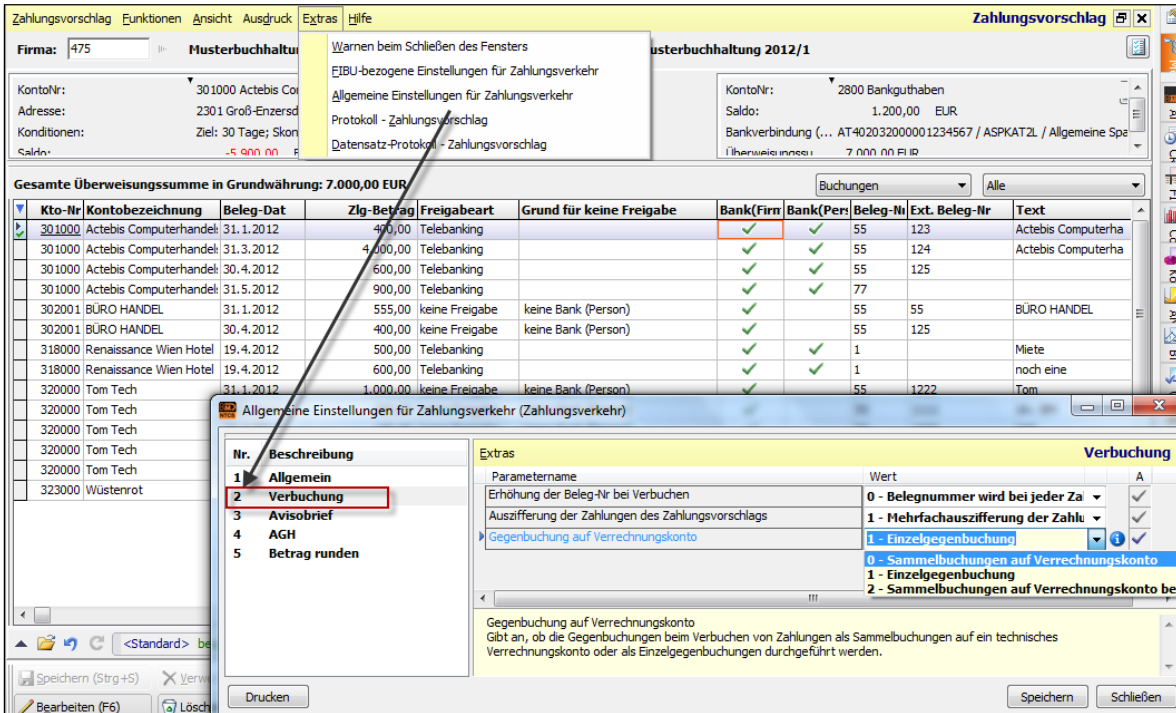 Zahlungsvorschlag Funktionen Ansicht Ausdruck Extras Hilfe Zahlungsvorschlag
Firma: 475 Musterbuchhaltu usterbuchhaltung 2012/1
Warnen beim Schließen des Fensters
FIBU-bezogene Einstellungen für Zahlungsverkehr
Allgemeine Einstellungen für Zahlungsverkehr
Protokoll - Zahlungsvorschlag
Datensatz-Protokoll - Zahlungsvorschlag
KontoNr: 301000 Actebis Co
Adresse: 2301 Groß-Enzersd
Konditionen: Ziel: 30 Tage; Skon
Saldo: -5.900,00
KontoNr: 2800 Bankguthaben
Saldo: 1.200,00 EUR
Bankverbindung (... AT402032000001234567 / ASPKAT2L / Allgemeine Spa
Überweisungssu 7.000,00 EUR
Gesamte Überweisungssumme in Grundwährung: 7.000,00 EUR Buchungen Alle
Kto-Nr Kontobezeichnung Beleg-Dat Zlg-Betrag Freigabeart Grund für keine Freigabe Bank(Firm Bank(Pers Beleg-Nr Ext. Beleg-Nr Text
301000 Actebis Computerhandels 31.1.2012 400,00 Telebanking 55 123 Actebis Computerha
301000 Actebis Computerhandels 31.3.2012 4.000,00 Telebanking 55 124 Actebis Computerha
301000 Actebis Computerhandels 30.4.2012 600,00 Telebanking 55 125
301000 Actebis Computerhandels 31.5.2012 900,00 Telebanking 77
302001 BÜRO HANDEL 31.1.2012 555,00 keine Freigabe keine Bank (Person) 55 55 BÜRO HANDEL
302001 BÜRO HANDEL 30.4.2012 400,00 keine Freigabe keine Bank (Person) 55 125
318000 Renaissance Wien Hotel 19.4.2012 500,00 Telebanking 1 Miete
318000 Renaissance Wien Hotel 19.4.2012 600,00 Telebanking 1 noch eine
320000 Tom Tech 31.1.2012 1.000,00 keine Freigabe keine Bank (Person) 55 1222 Tom
320000 Tom Tech
320000 Tom Tech
320000 Tom Tech
320000 Tom Tech
323000 Wüstenrot
<Standard> be
Speichern (Strg+S) Verw
Bearbeiten (F6) Lösch
Allgemeine Einstellungen für Zahlungsverkehr (Zahlungsverkehr)
Nr. Beschreibung
1 Allgemein
2 Verbuchung
3 Avisobrief
4 AGH
5 Betrag runden
Extras Verbuchung
Parametername Wert A
Erhöhung der Beleg-Nr bei Verbuchen 0 - Belegnummer wird bei jeder Zal
Auszifferung der Zahlungen des Zahlungsvorschlags 1 - Mehrfachauszifferung der Zahlu
Gegenbuchung auf Verrechnungskonto 1 - Einzelgegenbuchung
0 - Sammelbuchungen auf Verrechnungskonto
1 - Einzelgegenbuchung
2 - Sammelbuchungen auf Verrechnungskonto be
Gegenbuchung auf Verrechnungskonto
Gibt an, ob die Gegenbuchungen beim Verbuchen von Zahlungen als Sammelbuchungen auf ein technisches
Verrechnungskonto oder als Einzelgegenbuchungen durchgeführt werden.
Drucken Speichern Schließen